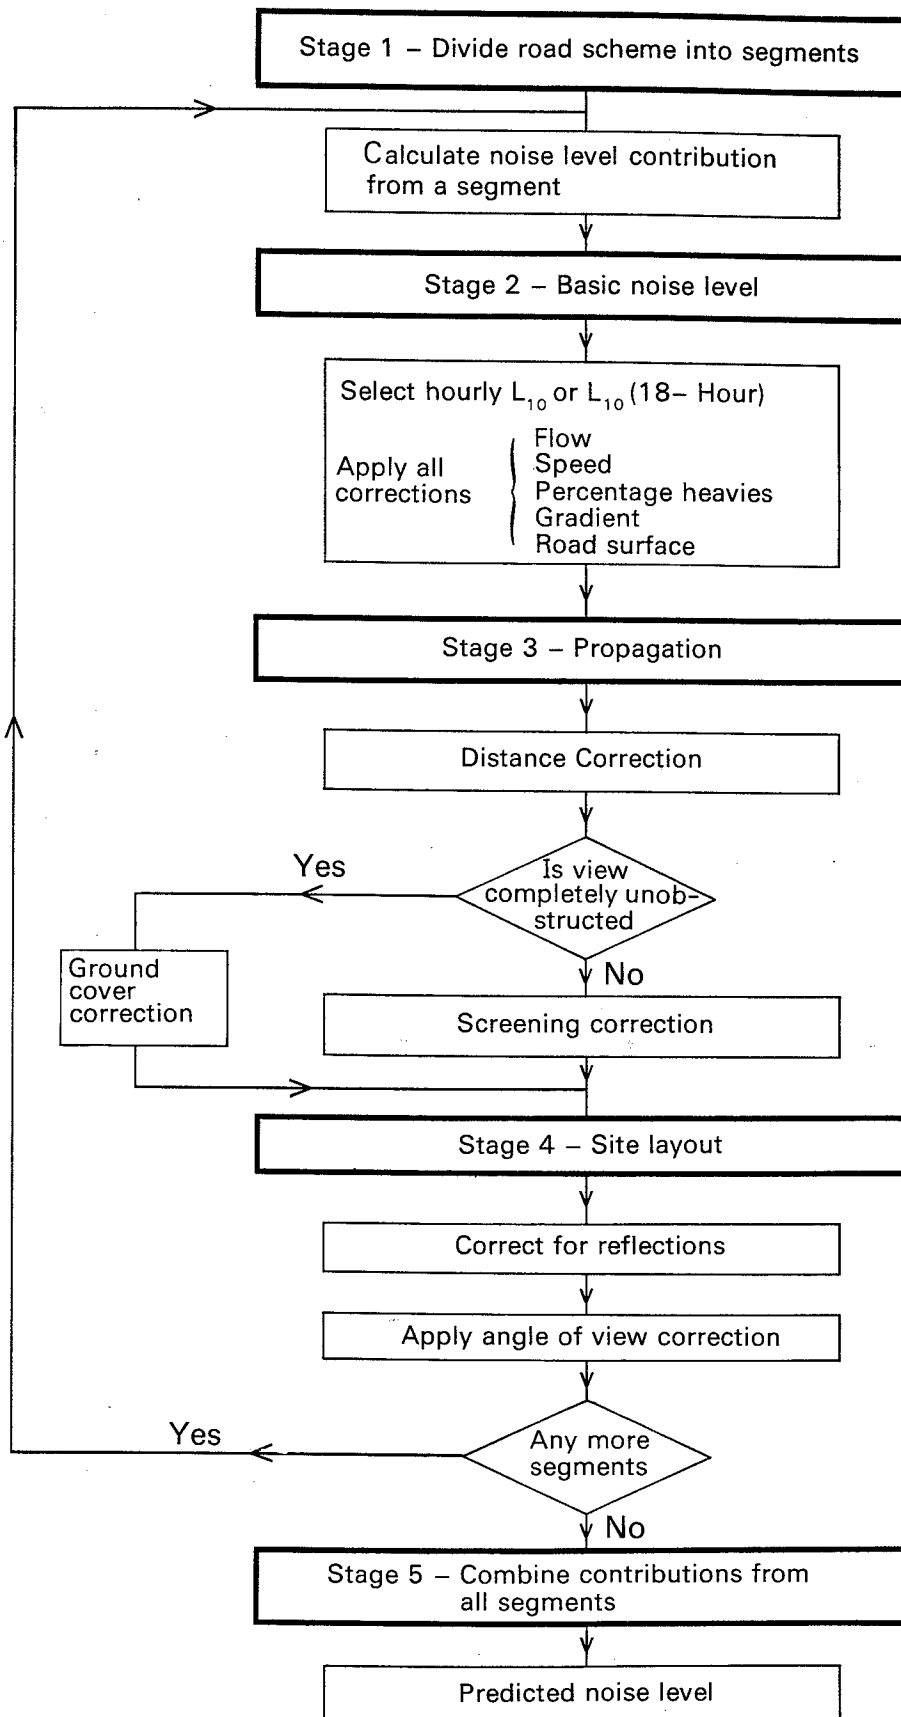 Stage 1 – Divide road scheme into segments
Calculate noise level contribution
from a segment
Stage 2 – Basic noise level
Select hourly L10 or L10 (18– Hour)
Apply all
corrections
Flow
Speed
Percentage heavies
Gradient
Road surface
Stage 3 – Propagation
Distance Correction
Is view
completely unob-
structed
Yes
No
Ground
cover
correction
Screening correction
Stage 4 – Site layout
Correct for reflections
Apply angle of view correction
Any more
segments
Yes
No
Stage 5 – Combine contributions from
all segments
Predicted noise level